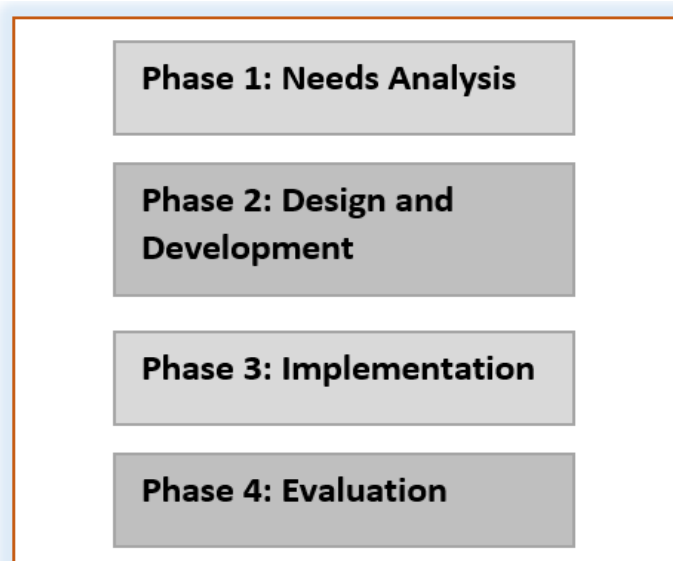 Phase 1: Needs Analysis
Phase 2: Design and
Development
Phase 3: Implementation
Phase 4: Evaluation